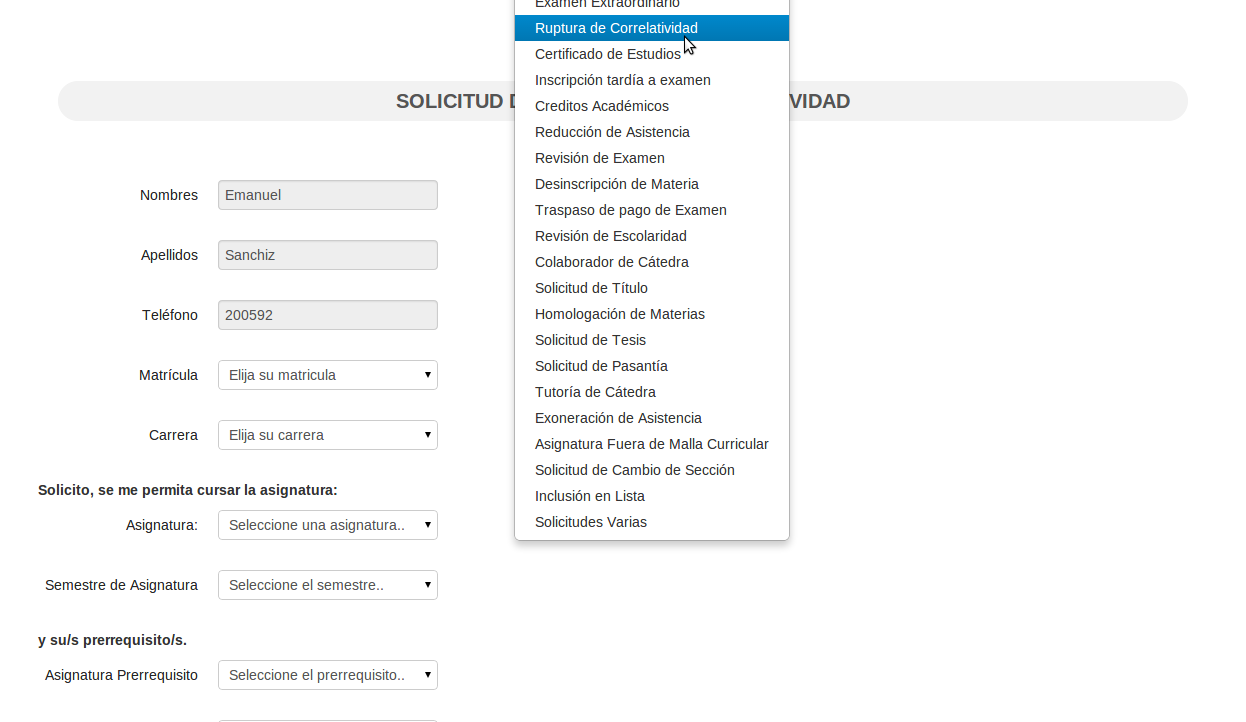 Examen Extraordinario
Ruptura de Correlatividad
Certificado de Estudios
Inscripción tardía a examen
Creditos Académicos
Reducción de Asistencia
Revisión de Examen
Desinscripción de Materia
Traspaso de pago de Examen
Revisión de Escolaridad
Colaborador de Cátedra
Solicitud de Título
Homologación de Materias
Solicitud de Tesis
Solicitud de Pasantía
Tutoría de Cátedra
Exoneración de Asistencia
Asignatura Fuera de Malla Curricular
Solicitud de Cambio de Sección
Inclusión en Lista
Solicitudes Varias
SOLICITUD D VIDAD
Nombres Emanuel
Apellidos Sanchiz
Teléfono 200592
Matrícula Elija su matricula
Carrera Elija su carrera
Solicito, se me permita cursar la asignatura:
Asignatura: Seleccione una asignatura..
Semestre de Asignatura Seleccione el semestre..
y su/s prerrequisito/s.
Asignatura Prerrequisito Seleccione el prerrequisito..